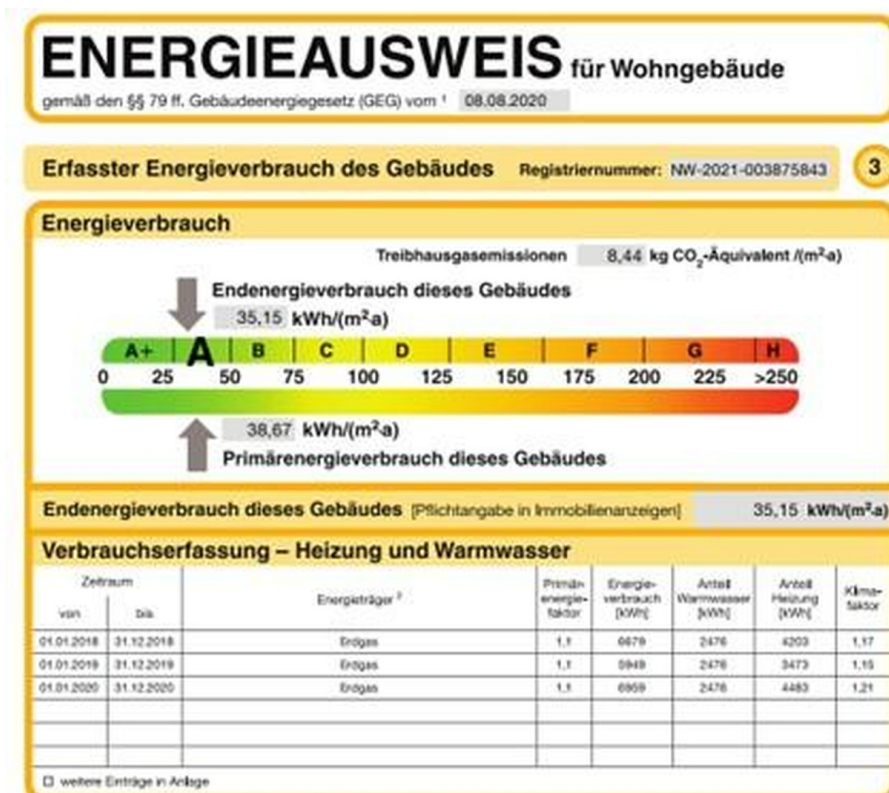 ENERGIEAUSWEIS für Wohngebäude
gemäß den §§ 79 ff. Gebäudeenergiegesetz (GEG) vom ¹ 08.08.2020
Erfasster Energieverbrauch des Gebäudes Registriernummer: NW-2021-003875843 3
Energieverbrauch
Treibhausgasemissionen 8,44 kg CO₂-Äquivalent /(m²·a)
Endenergieverbrauch dieses Gebäudes
35,15 kWh/(m²·a)
A+ A B C D E F G H
0 25 50 75 100 125 150 175 200 225 >250
38,67 kWh/(m²·a)
Primärenergieverbrauch dieses Gebäudes
Endenergieverbrauch dieses Gebäudes [Pflichtangabe in Immobilienanzeigen] 35,15 kWh/(m²·a)
Verbrauchserfassung – Heizung und Warmwasser
Zeitraum
von bis
Energieträger ²
Primär-
energie-
faktor
Energie-
verbrauch
[kWh]
Anteil
Warmwasser
[kWh]
Anteil
Heizung
[kWh]
Klima-
faktor
01.01.2018 31.12.2018 Erdgas 1,1 6679 2476 4203 1,17
01.01.2019 31.12.2019 Erdgas 1,1 5949 2476 3473 1,15
01.01.2020 31.12.2020 Erdgas 1,1 6959 2476 4483 1,21
weitere Einträge in Anlage